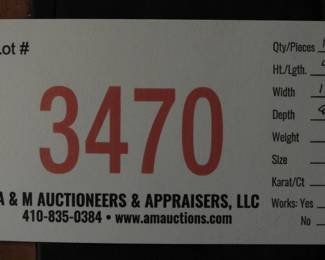 Lot #
3470
A & M AUCTIONEERS & APPRAISERS, LLC
410-835-0384 • www.amauctions.com
Qty/Pieces
Ht./Lgth.
Width
Depth
Weight
Size
Karat/Ct
Works: Yes
No